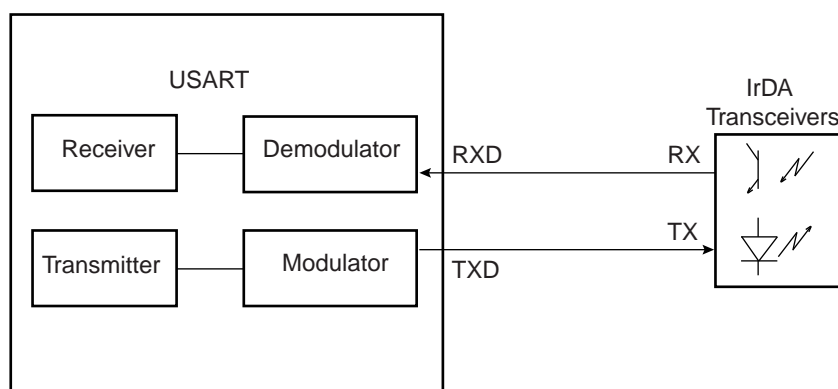 USART
IrDA
Transceivers
Receiver
Demodulator
RXD
RX
Transmitter
Modulator
TXD
TX